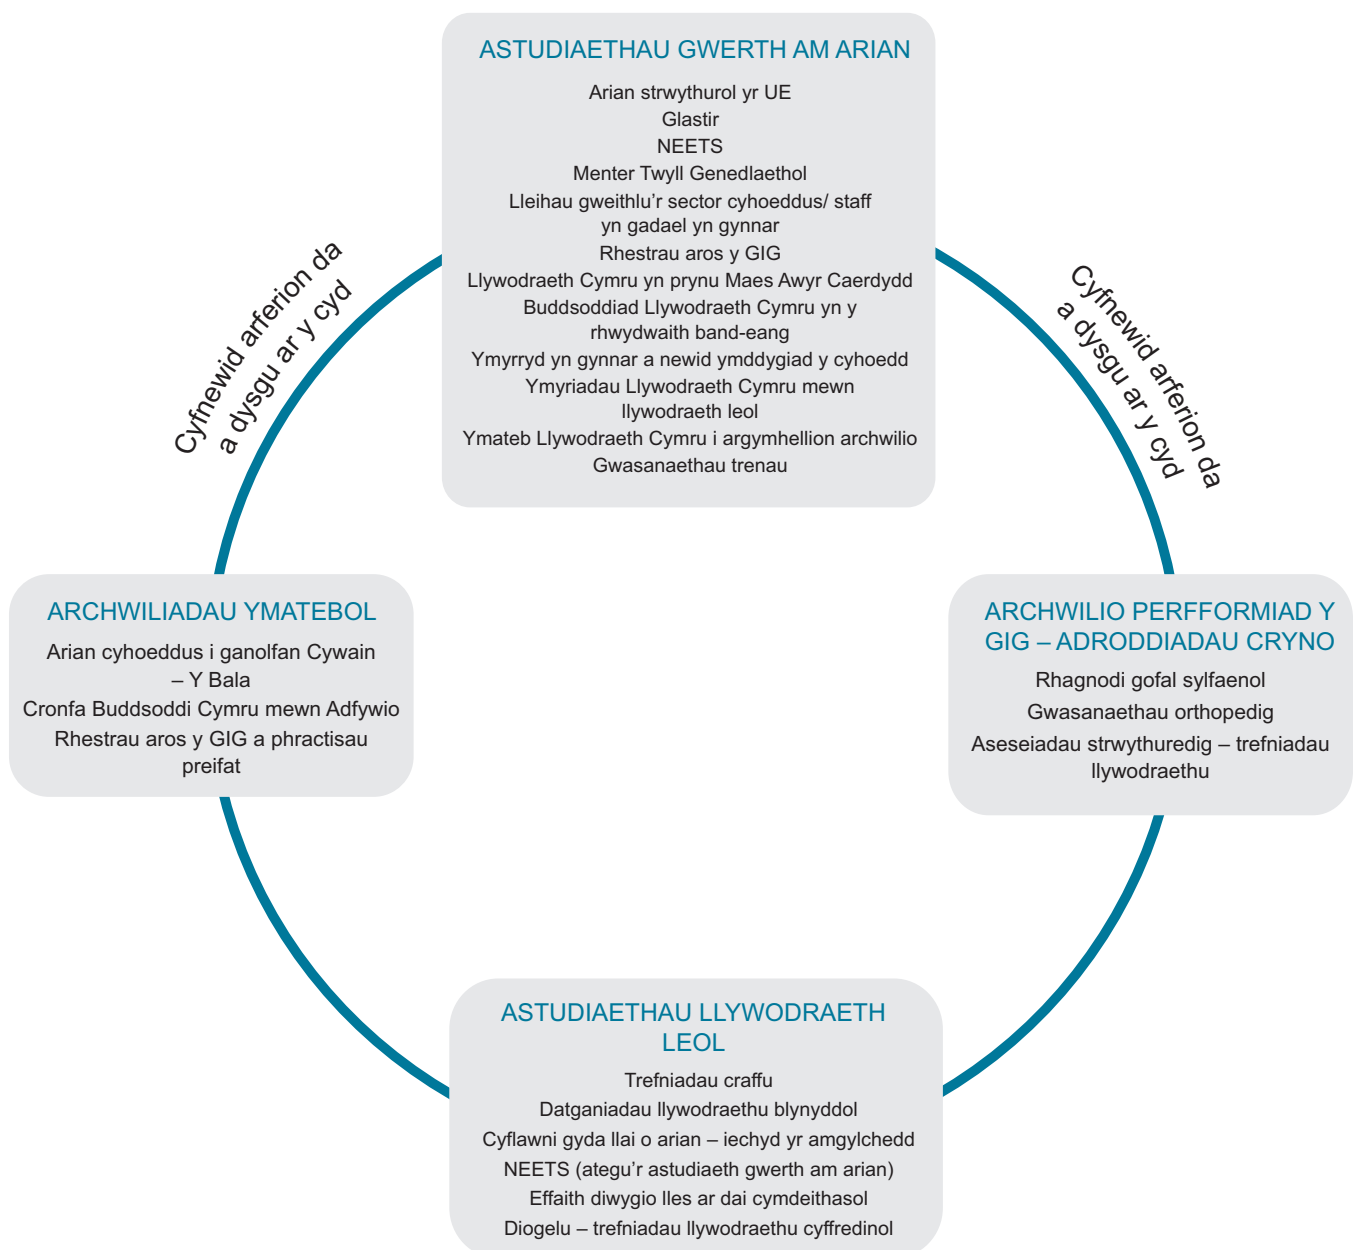 ASTUDIAETHAU GWERTH AM ARIAN
Arian strwythurol yr UE
Glastir
NEETS
Menter Twyll Genedlaethol
Lleihau gweithlu’r sector cyhoeddus/ staff
yn gadael yn gynnar
Rhestrau aros y GIG
Llywodraeth Cymru yn prynu Maes Awyr Caerdydd
Buddsoddiad Llywodraeth Cymru yn y
rhwydwaith band-eang
Ymyrryd yn gynnar a newid ymddygiad y cyhoedd
Ymyriadau Llywodraeth Cymru mewn
llywodraeth leol
Ymateb Llywodraeth Cymru i argymhellion archwilio
Gwasanaethau trenau
Cyfnewid arferion da
a dysgu ar y cyd
Cyfnewid arferion da
a dysgu ar y cyd
ARCHWILIADAU YMATEBOL
Arian cyhoeddus i ganolfan Cywain
– Y Bala
Cronfa Buddsoddi Cymru mewn Adfywio
Rhestrau aros y GIG a phractisau
preifat
ARCHWILIO PERFFORMIAD Y
GIG – ADRODDIADAU CRYNO
Rhagnodi gofal sylfaenol
Gwasanaethau orthopedig
Aseseiadau strwythuredig – trefniadau
llywodraethu
ASTUDIAETHAU LLYWODRAETH
LEOL
Trefniadau craffu
Datganiadau llywodraethu blynyddol
Cyflawni gyda llai o arian – iechyd yr amgylchedd
NEETS (ategu’r astudiaeth gwerth am arian)
Effaith diwygio lles ar dai cymdeithasol
Diogelu – trefniadau llywodraethu cyffredinol